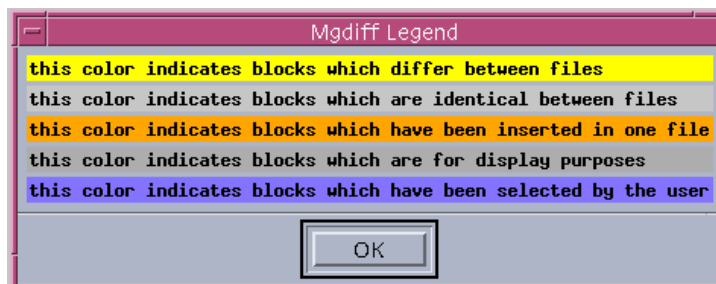 Mgdiff Legend
this color indicates blocks which differ between files
this color indicates blocks which are identical between files
this color indicates blocks which have been inserted in one file
this color indicates blocks which are for display purposes
this color indicates blocks which have been selected by the user
OK